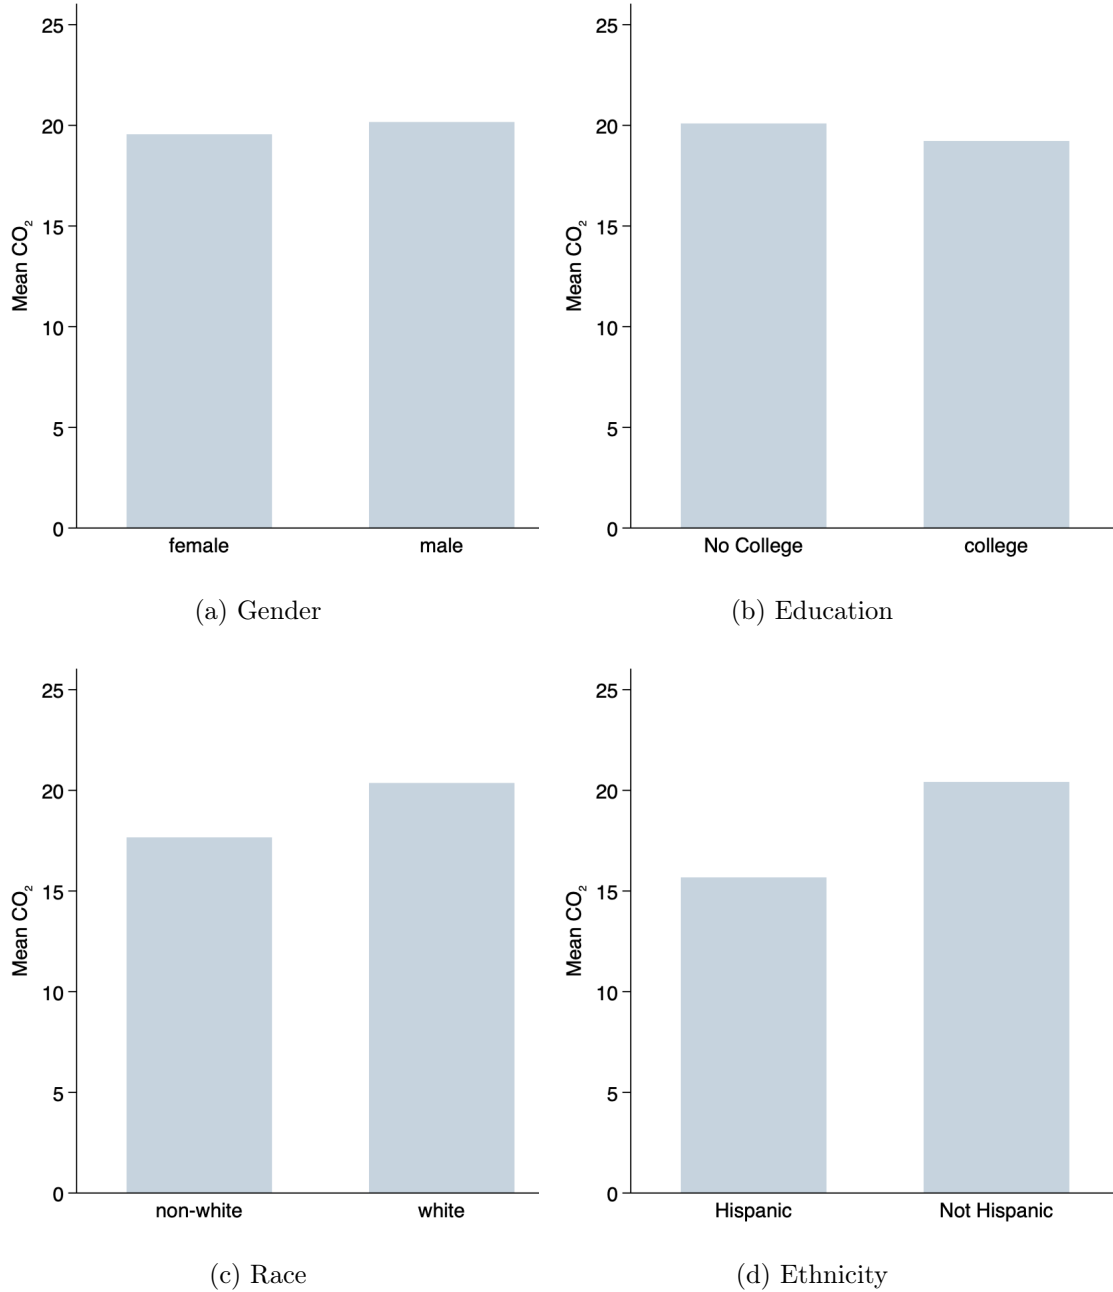 25
20
15
10
5
0
Mean CO₂
female male
(a) Gender
25
20
15
10
5
0
Mean CO₂
No College college
(b) Education
25
20
15
10
5
0
Mean CO₂
non-white white
(c) Race
25
20
15
10
5
0
Mean CO₂
Hispanic Not Hispanic
(d) Ethnicity